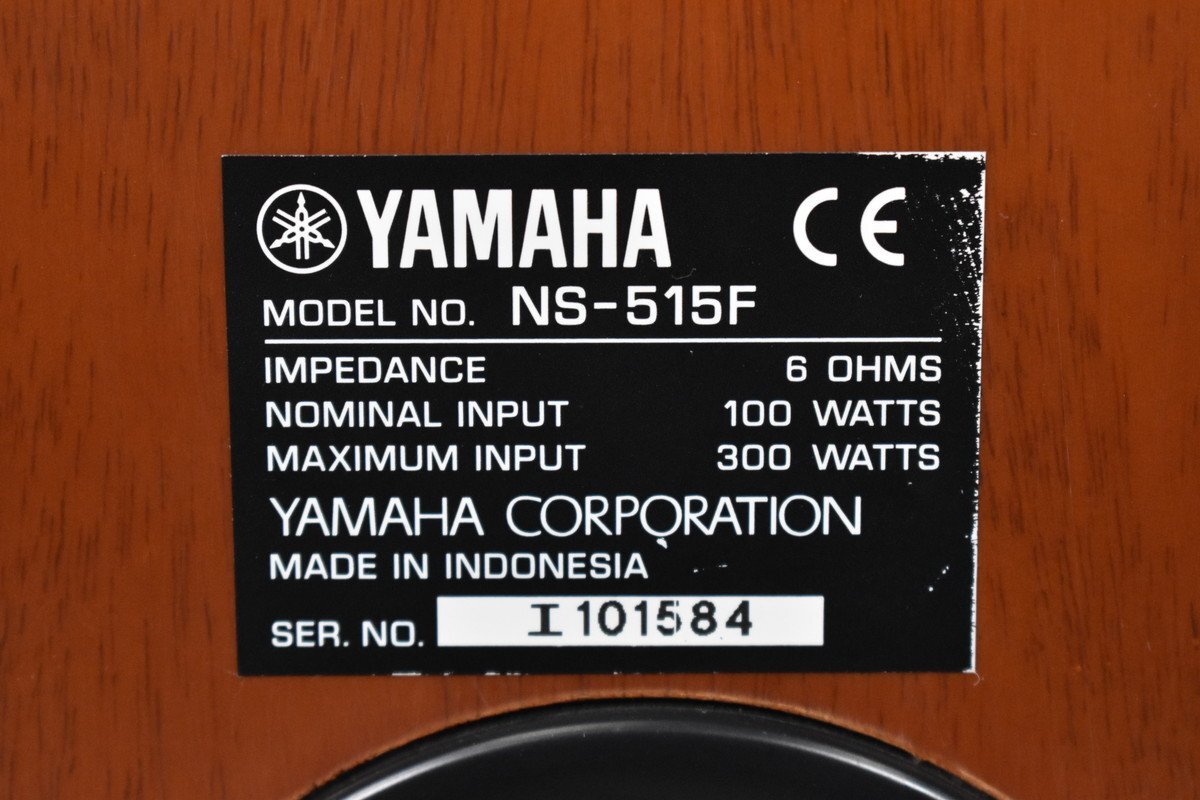 YAMAHA CE
MODEL NO. NS-515F
IMPEDANCE 6 OHMS
NOMINAL INPUT 100 WATTS
MAXIMUM INPUT 300 WATTS
YAMAHA CORPORATION
MADE IN INDONESIA
SER. NO. I101584